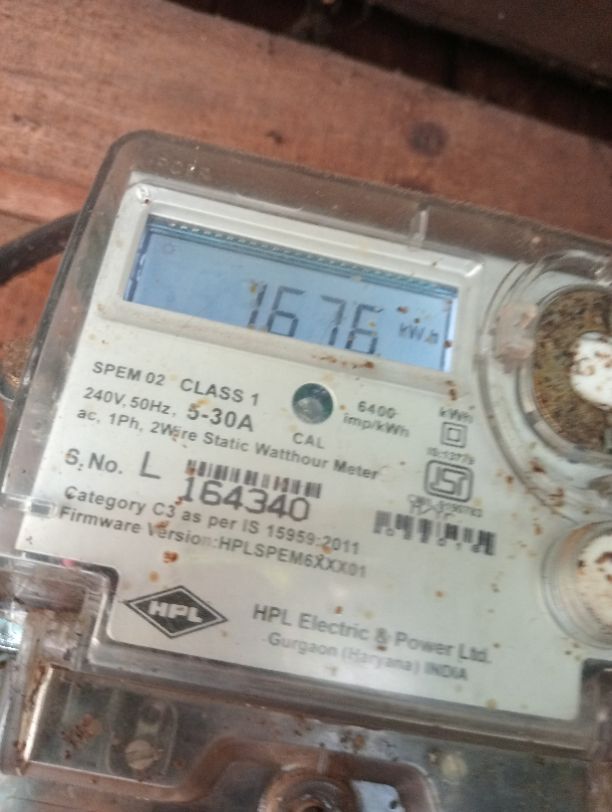 1676 kWh
SPEM 02 CLASS 1
240V, 50Hz, 5-30A
ac, 1Ph, 2Wire Static Watthour Meter
CAL
6400
imp/kWh
kWh
S. No. L 164340
Category C3 as per IS 15959:2011
Firmware Version:HPLSPEM6XXX01
HPL
HPL Electric & Power Ltd.
Gurgaon (Haryana) INDIA